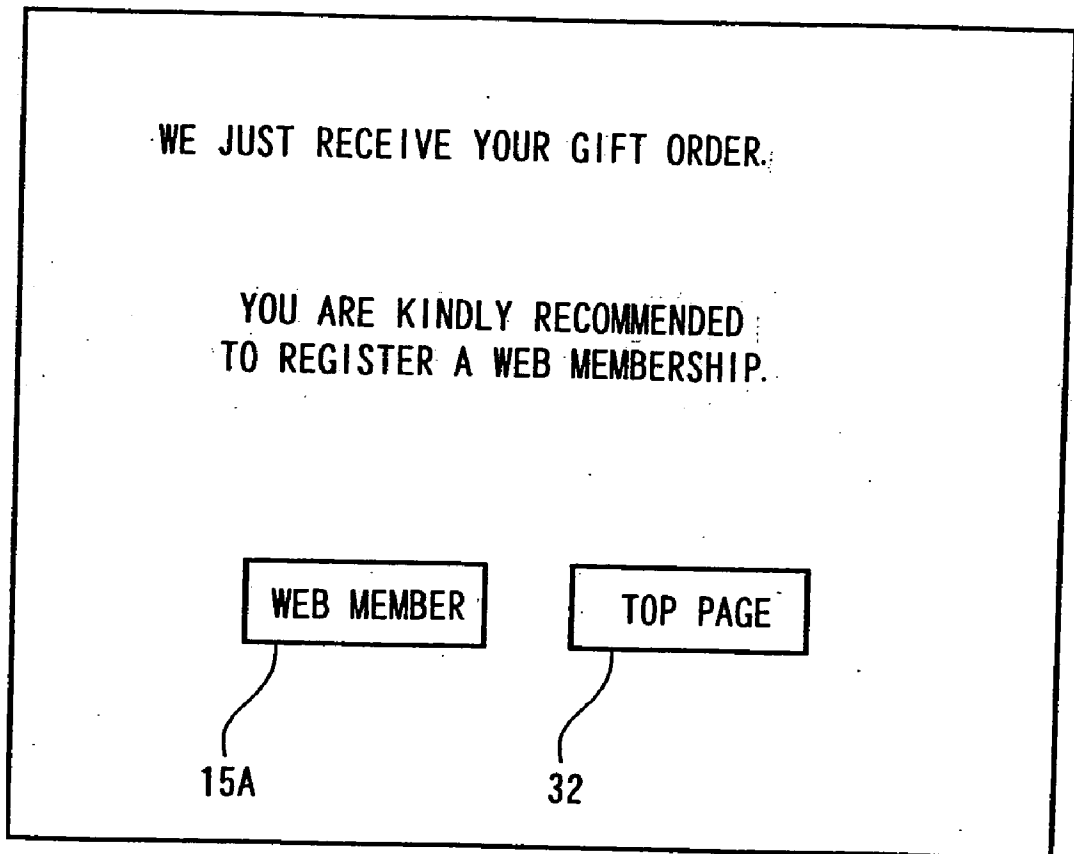 WE JUST RECEIVE YOUR GIFT ORDER.
YOU ARE KINDLY RECOMMENDED
TO REGISTER A WEB MEMBERSHIP.
WEB MEMBER
TOP PAGE
15A
32